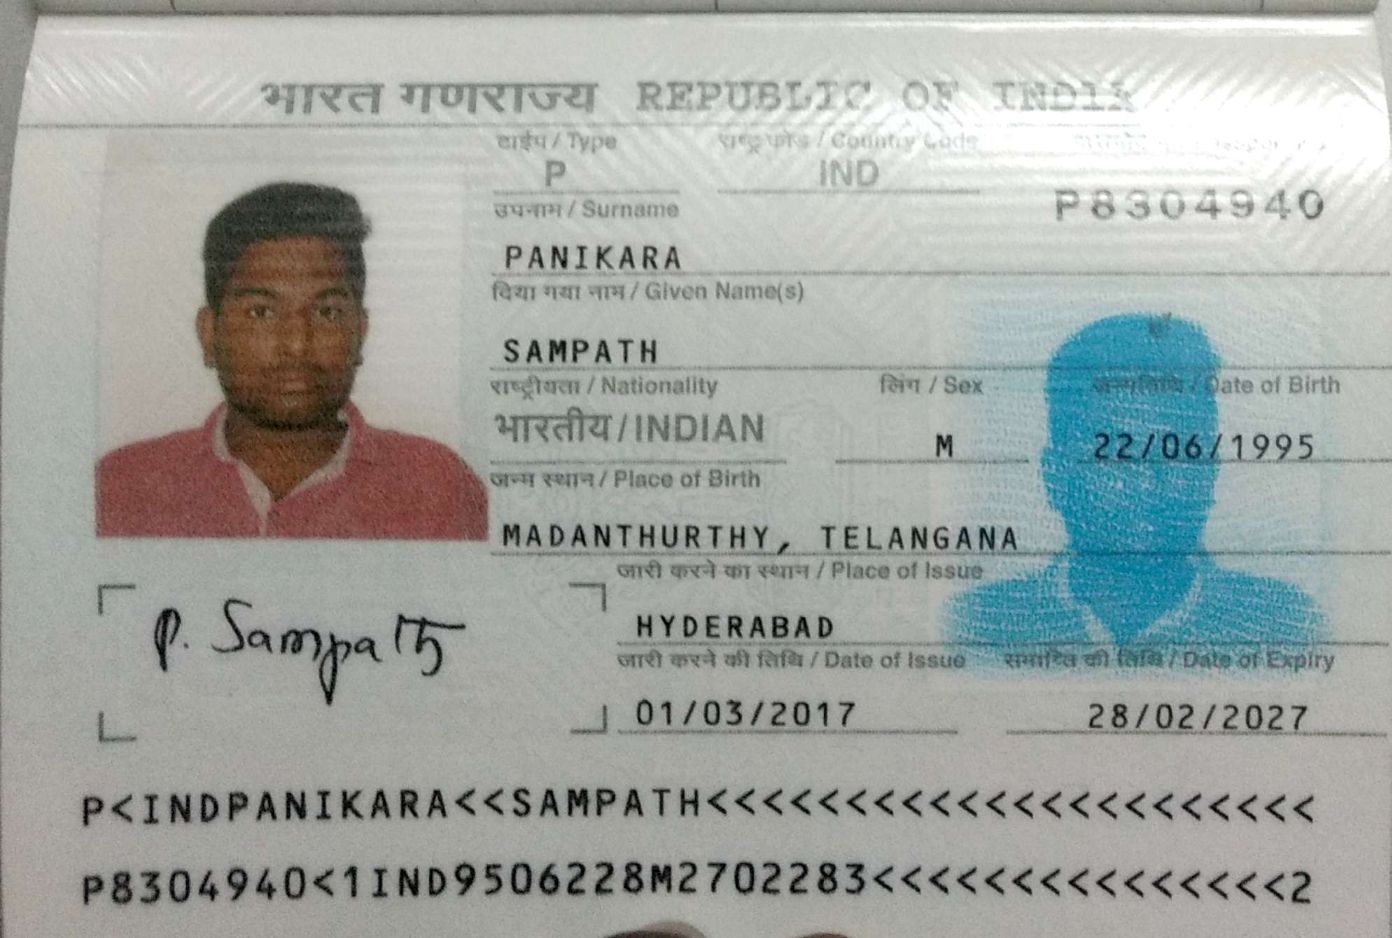 भारत गणराज्य REPUBLIC OF INDIA
टाईप / Type राष्ट्र कोड / Country Code
P IND
P8304940
उपनाम / Surname
PANIKARA
दिया गया नाम / Given Name(s)
SAMPATH
राष्ट्रीयता / Nationality लिंग / Sex जन्मतिथि / Date of Birth
भारतीय / INDIAN M 22/06/1995
जन्म स्थान / Place of Birth
MADANTHURTHY, TELANGANA
जारी करने का स्थान / Place of Issue
HYDERABAD
P. Sampath
जारी करने की तिथि / Date of Issue समाप्ति की तिथि / Date of Expiry
01/03/2017 28/02/2027
P<INDPANIKARA<<SAMPATH<<<<<<<<<<<<<<<<<<<<<<
P8304940<1IND9506228M2702283<<<<<<<<<<<<<<<2